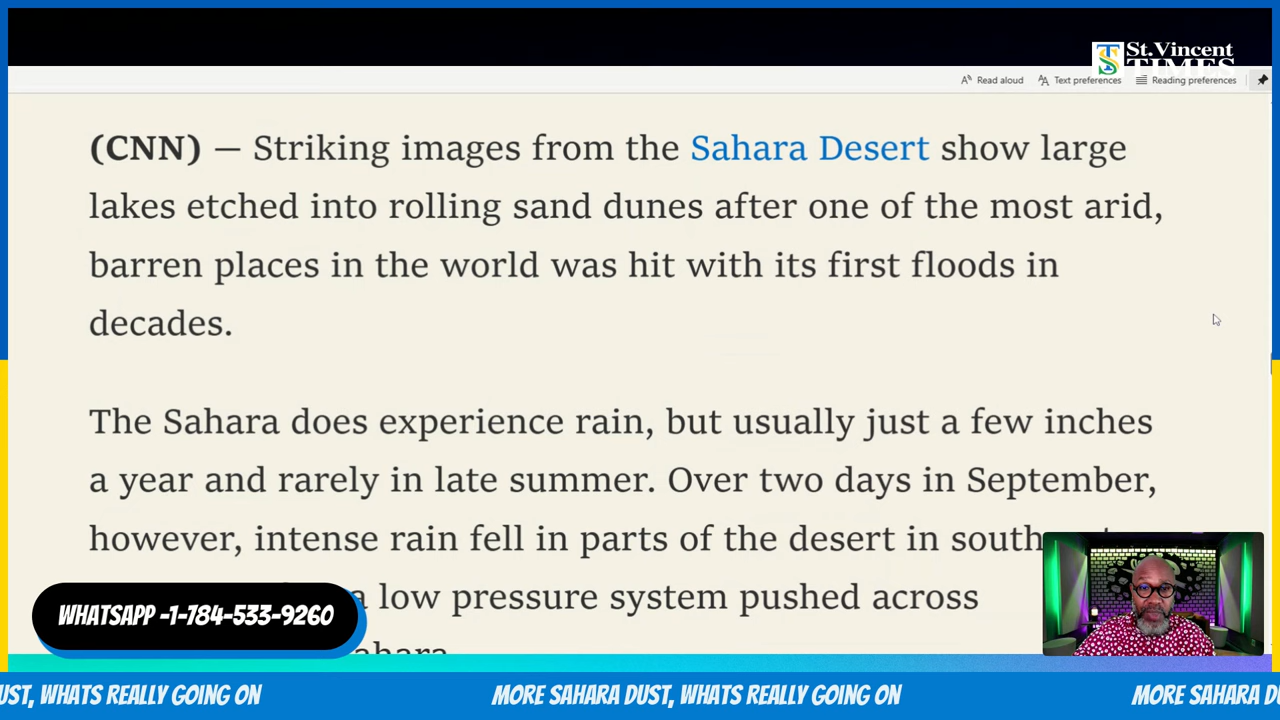 St.Vincent
TIMES
Read aloud
Text preferences
Reading preferences
(CNN) — Striking images from the Sahara Desert show large
lakes etched into rolling sand dunes after one of the most arid,
barren places in the world was hit with its first floods in
decades.
The Sahara does experience rain, but usually just a few inches
a year and rarely in late summer. Over two days in September,
however, intense rain fell in parts of the desert in
a low pressure system pushed across
WHATSAPP -1-784-533-9260
UST, WHATS REALLY GOING ON
MORE SAHARA DUST, WHATS REALLY GOING ON
MORE SAHARA DU